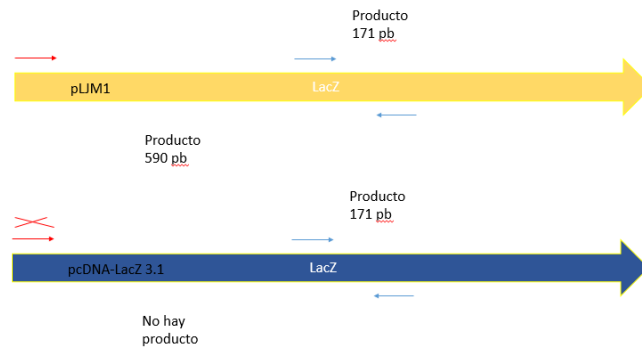 Producto
171 pb
pLJM1
LacZ
Producto
590 pb
Producto
171 pb
pcDNA-LacZ 3.1
LacZ
No hay
producto